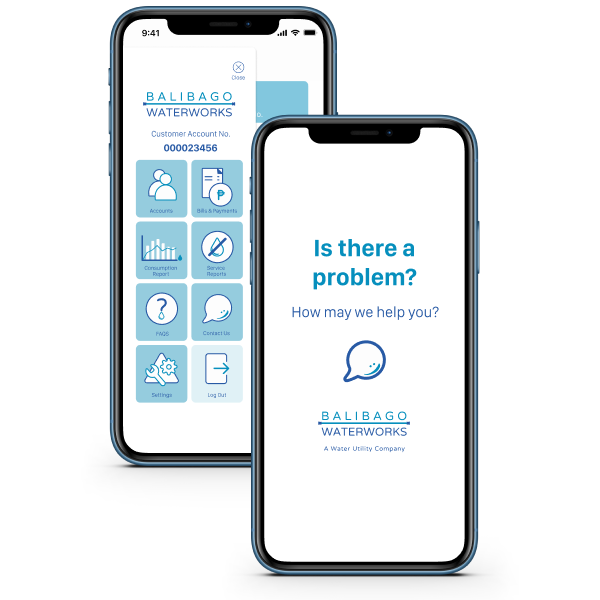 9:41
Close
BALIBAGO
WATERWORKS
Customer Account No.
000023456
Accounts
Bills & Payments
Consumption
Report
Service
Reports
FAQS
Contact Us
Settings
Log Out
Is there a
problem?
How may we help you?
BALIBAGO
WATERWORKS
A Water Utility Company